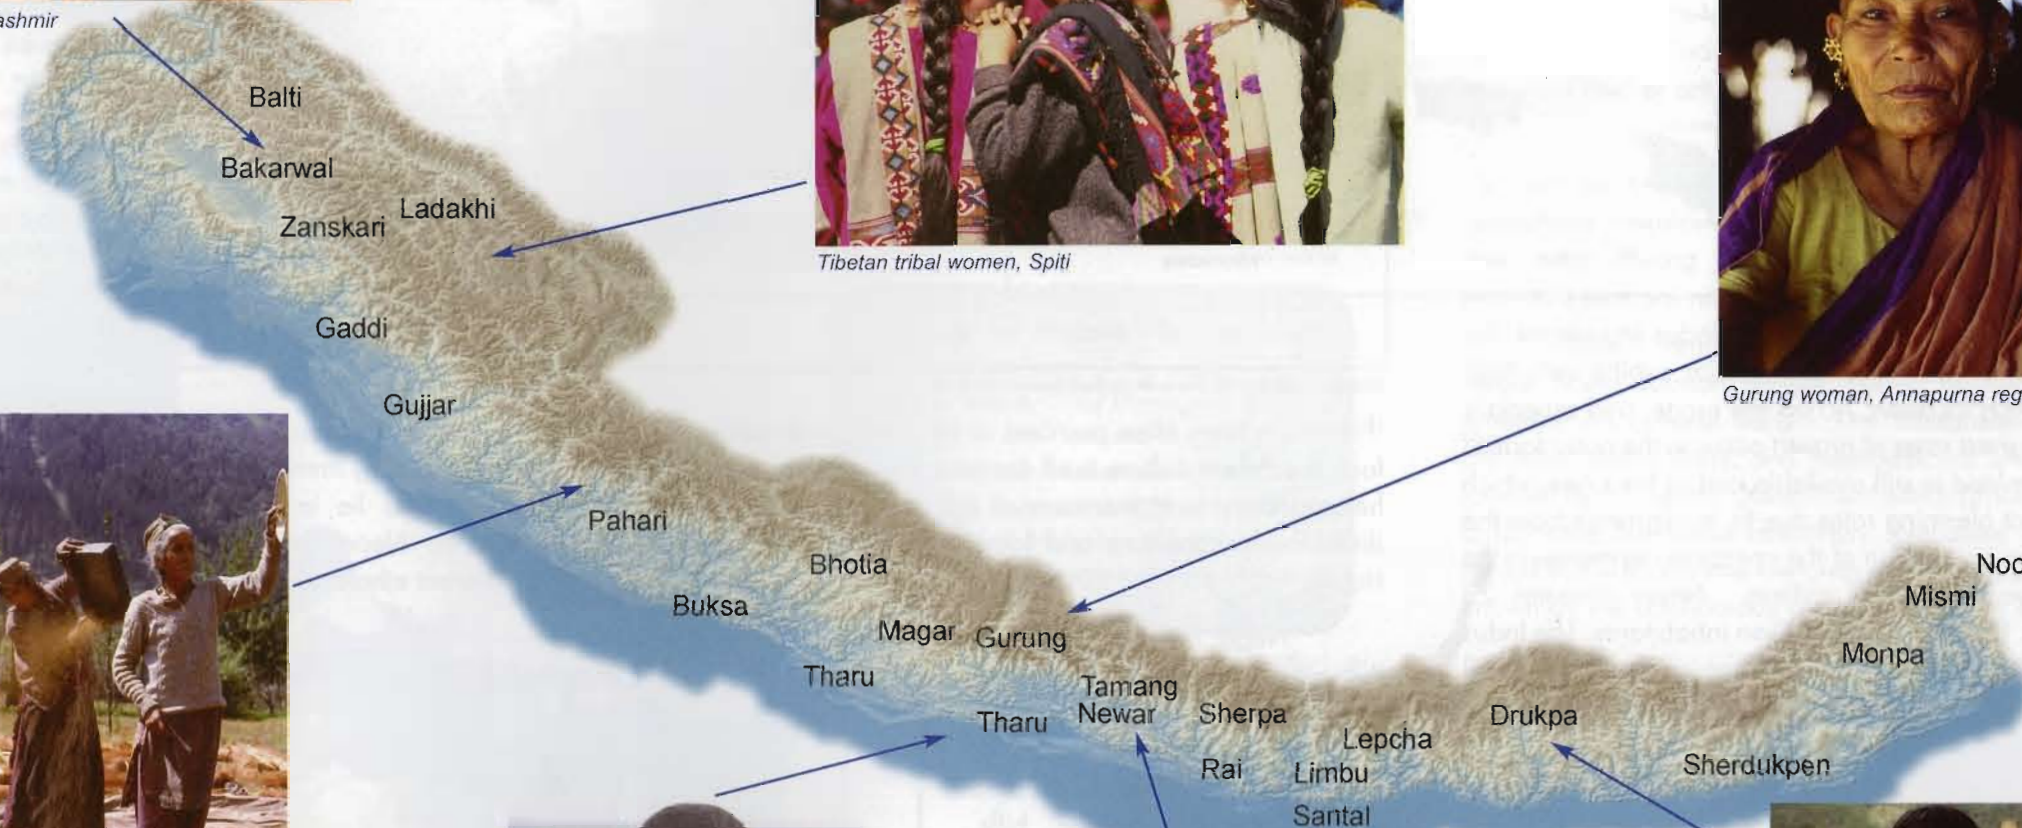 ashmir
Balti
Bakarwal
Ladakhi
Zanskari
Tibetan tribal women, Spiti
Gaddi
Gurung woman, Annapurna reg
Gujjar
Pahari
Bhotia
Noc
Mismi
Buksa
Magar
Gurung
Monpa
Tharu
Tamang
Tharu
Newar
Sherpa
Drukpa
Lepcha
Rai
Limbu
Sherdukpen
Santal